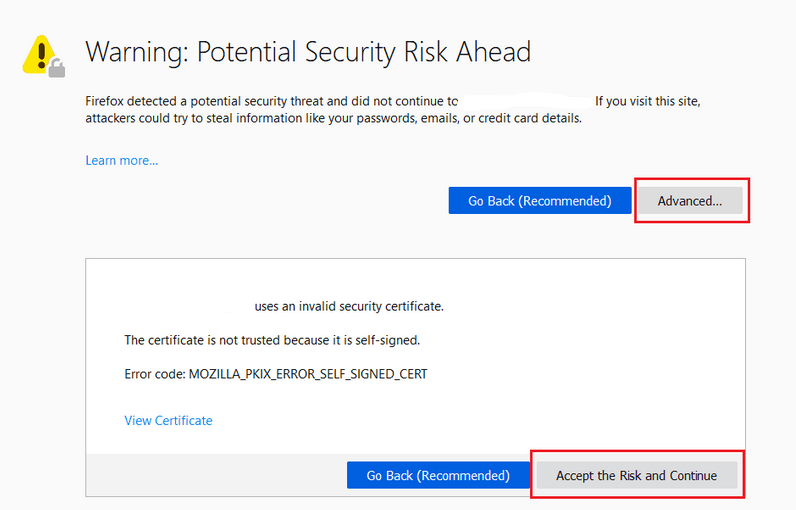 Warning: Potential Security Risk Ahead
Firefox detected a potential security threat and did not continue to If you visit this site,
attackers could try to steal information like your passwords, emails, or credit card details.
Learn more...
Go Back (Recommended) Advanced...
uses an invalid security certificate.
The certificate is not trusted because it is self-signed.
Error code: MOZILLA_PKIX_ERROR_SELF_SIGNED_CERT
View Certificate
Go Back (Recommended) Accept the Risk and Continue